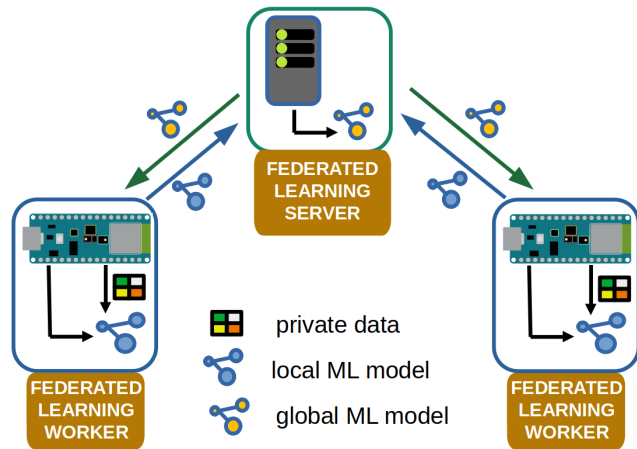 FEDERATED
LEARNING
SERVER
private data
local ML model
global ML model
FEDERATED
LEARNING
WORKER
FEDERATED
LEARNING
WORKER